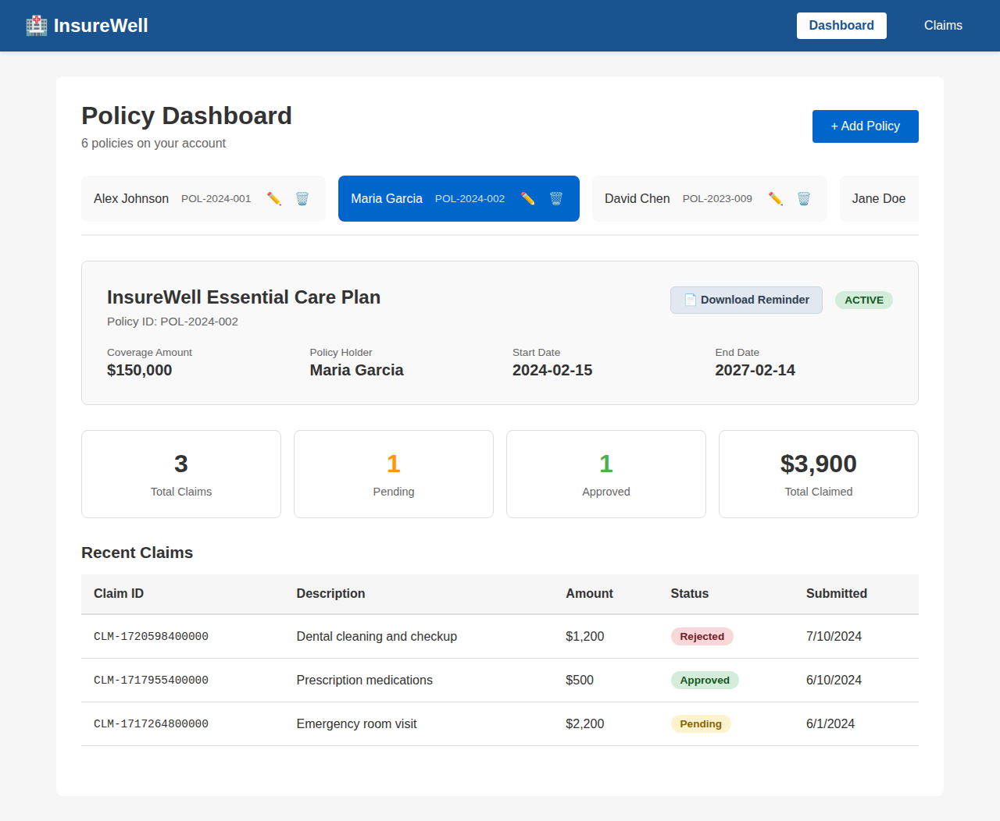 🏥 InsureWell
Dashboard
Claims
Policy Dashboard
6 policies on your account
+ Add Policy
Alex Johnson POL-2024-001 ✏️ 🗑️
Maria Garcia POL-2024-002 ✏️ 🗑️
David Chen POL-2023-009 ✏️ 🗑️
Jane Doe
InsureWell Essential Care Plan
Policy ID: POL-2024-002
📄 Download Reminder
ACTIVE
Coverage Amount Policy Holder Start Date End Date
$150,000 Maria Garcia 2024-02-15 2027-02-14
3 1 1 $3,900
Total Claims Pending Approved Total Claimed
Recent Claims
Claim ID Description Amount Status Submitted
CLM-1720598400000 Dental cleaning and checkup $1,200 Rejected 7/10/2024
CLM-1717955400000 Prescription medications $500 Approved 6/10/2024
CLM-1717264800000 Emergency room visit $2,200 Pending 6/1/2024